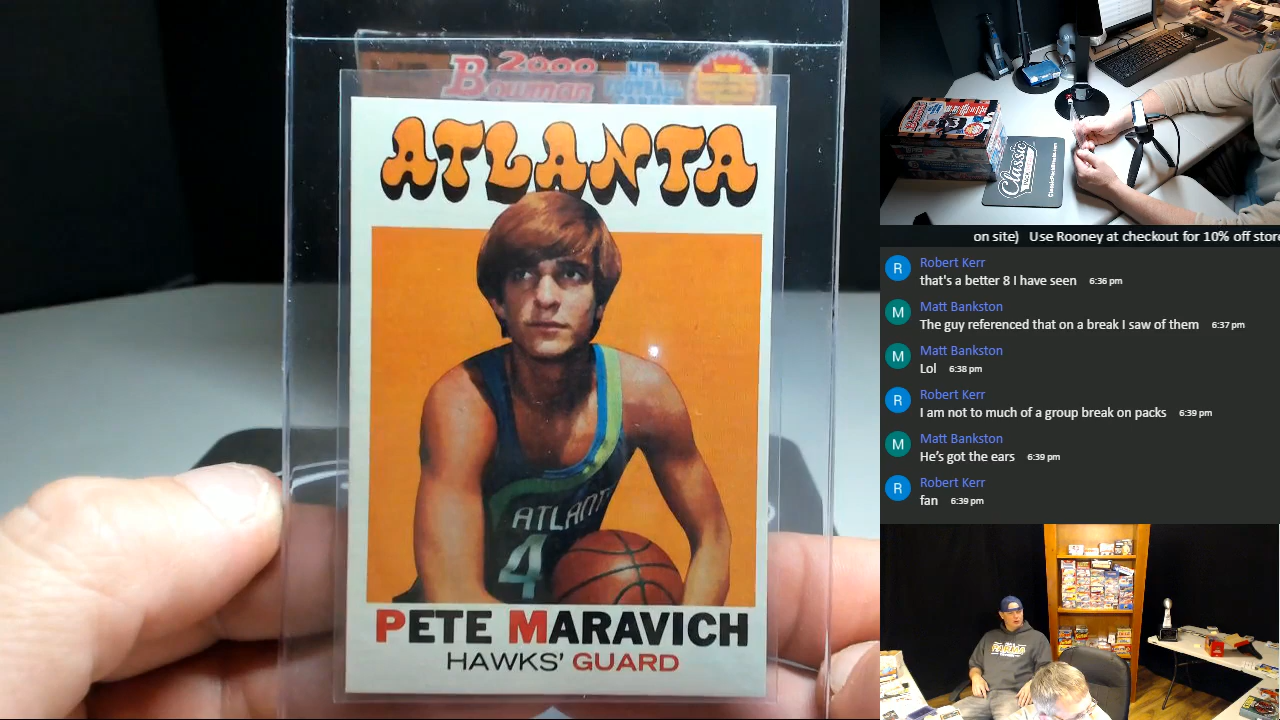 B 2000
Bowman
NFL
FOOTBALL
CARDS
ATLANTA
ATLANT
4
PETE MARAVICH
HAWKS' GUARD
Classic
on site) Use Rooney at checkout for 10% off store
R Robert Kerr
that's a better 8 I have seen 6:36 pm
M Matt Bankston
The guy referenced that on a break I saw of them 6:37 pm
M Matt Bankston
Lol 6:38 pm
R Robert Kerr
I am not to much of a group break on packs 6:39 pm
M Matt Bankston
He's got the ears 6:39 pm
R Robert Kerr
fan 6:39 pm